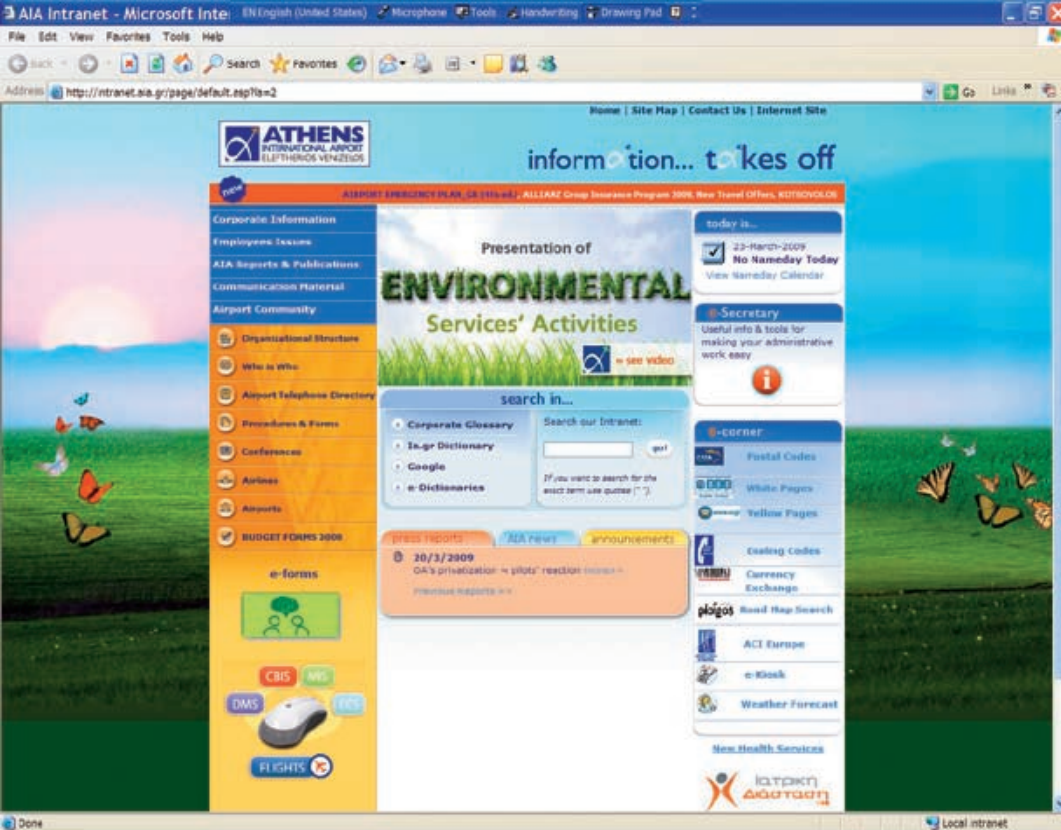 AIA Intranet - Microsoft Inte
EN English (United States) Microphone Tools Handwriting Drawing Pad
File Edit View Favorites Tools Help
Back Search Favorites
Address http://intranet.aia.gr/page/default.asp?la=2 Go Links
Home | Site Map | Contact Us | Internet Site
ATHENS
INTERNATIONAL AIRPORT
ELEFTHERIOS VENIZELOS
information... takes off
new
AIRPORT EMERGENCY PLAN, ALLIANZ Group Insurance Program 2009, New Travel Offers, KOTSOVOLOS
Corporate Information
Employees Issues
AIA Reports & Publications
Communication Material
Airport Community
Organizational Structure
Who is Who
Airport Telephone Directory
Procedures & Forms
Conferences
Airlines
Airports
BUDGET FORMS 2009
e-forms
CBIS MIS
DMS
FLIGHTS
Presentation of
ENVIRONMENTAL
Services' Activities
see video
search in...
Corporate Glossary
In.gr Dictionary
Google
e-Dictionaries
Search our Intranet:
go!
If you want to search for the
exact term use quotes (" ").
press reports AIA news announcements
20/3/2009
OA's privatization pilots' reaction
Previous Reports >>
today is...
23-March-2009
No Nameday Today
View Nameday Calendar
e-Secretary
Useful info & tools for
making your administrative
work easy
e-corner
Postal Codes
White Pages
Yellow Pages
Dialing Codes
Currency
Exchange
ploigos Road Map Search
ACI Europe
e-Kiosk
Weather Forecast
New Health Services
Ιατρική
Διάσταση
Done
Local intranet